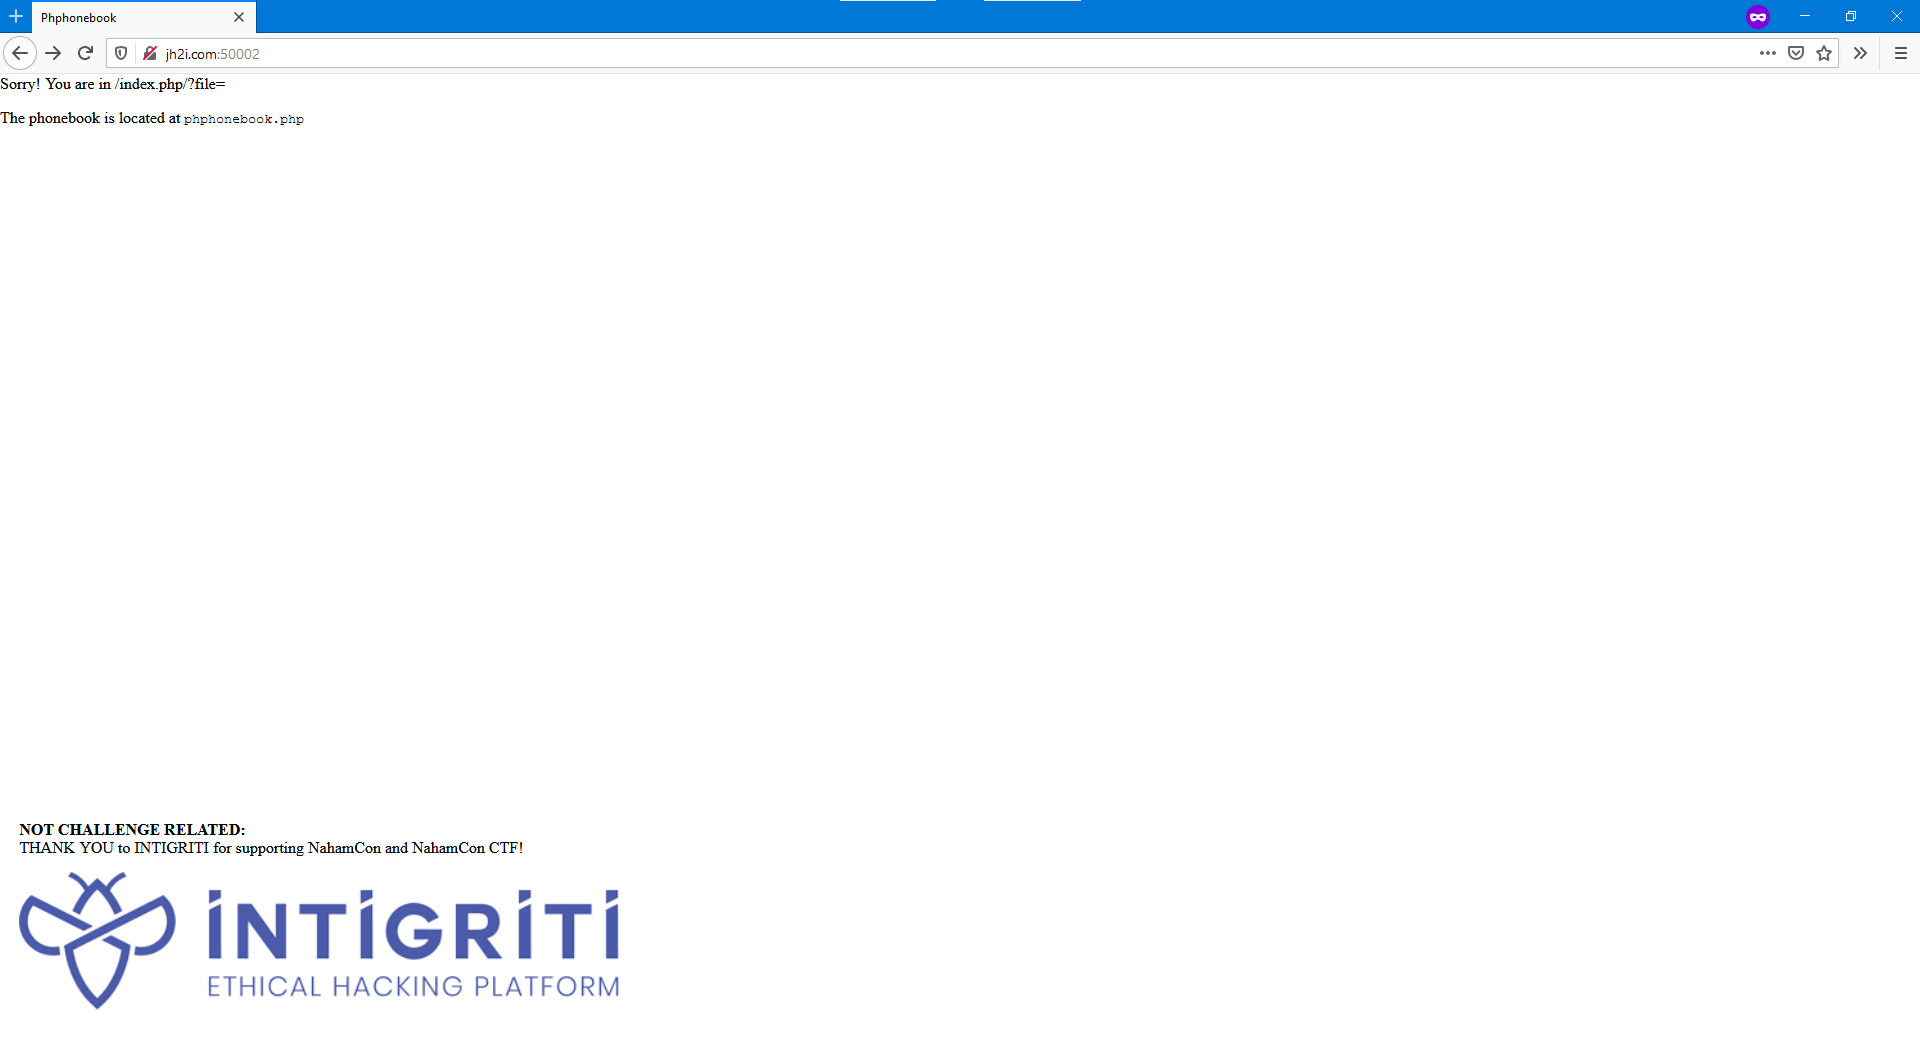 Phphonebook
jh2i.com:50002
Sorry! You are in /index.php/?file=
The phonebook is located at phphonebook.php
NOT CHALLENGE RELATED:
THANK YOU to INTIGRITI for supporting NahamCon and NahamCon CTF!
INTIGRITI
ETHICAL HACKING PLATFORM